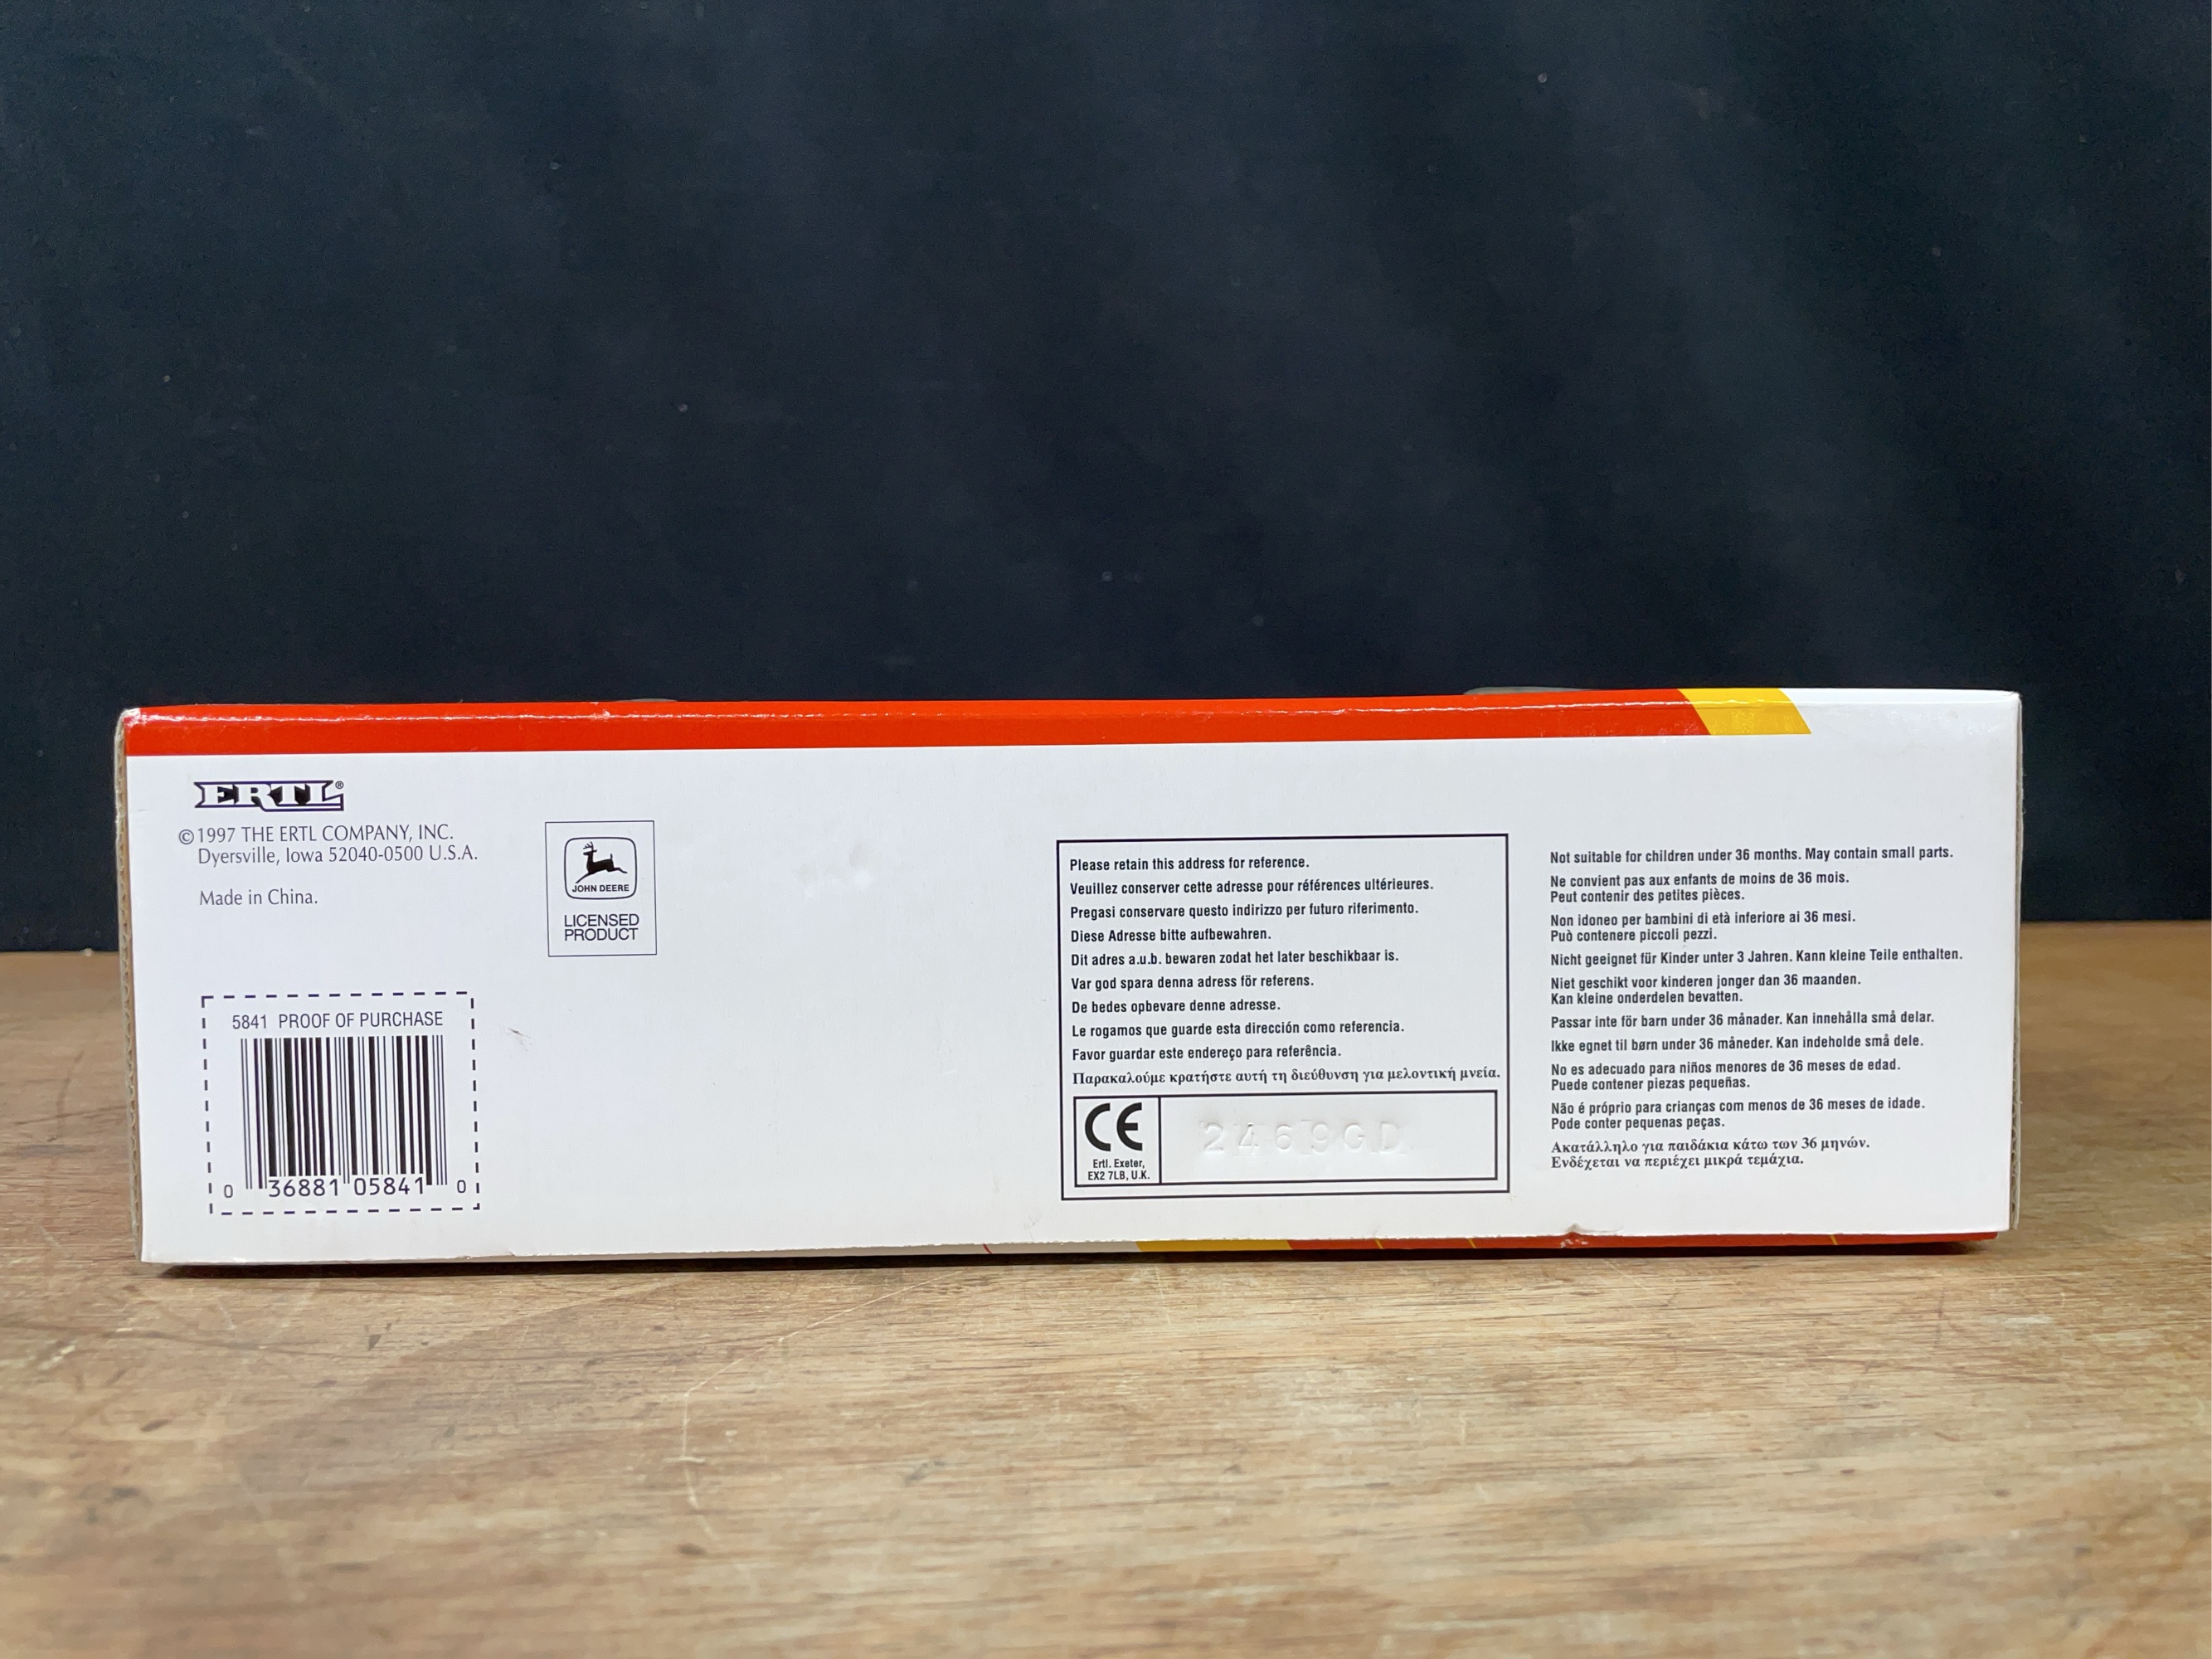 ERTL®
©1997 THE ERTL COMPANY, INC.
Dyersville, Iowa 52040-0500 U.S.A.
Made in China.
JOHN DEERE
LICENSED
PRODUCT
5841 PROOF OF PURCHASE
0 36881 05841 0
Please retain this address for reference.
Veuillez conserver cette adresse pour références ultérieures.
Pregasi conservare questo indirizzo per futuro riferimento.
Diese Adresse bitte aufbewahren.
Dit adres a.u.b. bewaren zodat het later beschikbaar is.
Var god spara denna adress för referens.
De bedes opbevare denne adresse.
Le rogamos que guarde esta dirección como referencia.
Favor guardar este endereço para referência.
Παρακαλούμε κρατήστε αυτή τη διεύθυνση για μελοντική μνεία.
CE
Ertl. Exeter,
EX2 7LB, U.K.
2469GD
Not suitable for children under 36 months. May contain small parts.
Ne convient pas aux enfants de moins de 36 mois.
Peut contenir des petites pièces.
Non idoneo per bambini di età inferiore ai 36 mesi.
Può contenere piccoli pezzi.
Nicht geeignet für Kinder unter 3 Jahren. Kann kleine Teile enthalten.
Niet geschikt voor kinderen jonger dan 36 maanden.
Kan kleine onderdelen bevatten.
Passar inte för barn under 36 månader. Kan innehålla små delar.
Ikke egnet til børn under 36 måneder. Kan indeholde små dele.
No es adecuado para niños menores de 36 meses de edad.
Puede contener piezas pequeñas.
Não é próprio para crianças com menos de 36 meses de idade.
Pode conter pequenas peças.
Ακατάλληλο για παιδάκια κάτω των 36 μηνών.
Ενδέχεται να περιέχει μικρά τεμάχια.